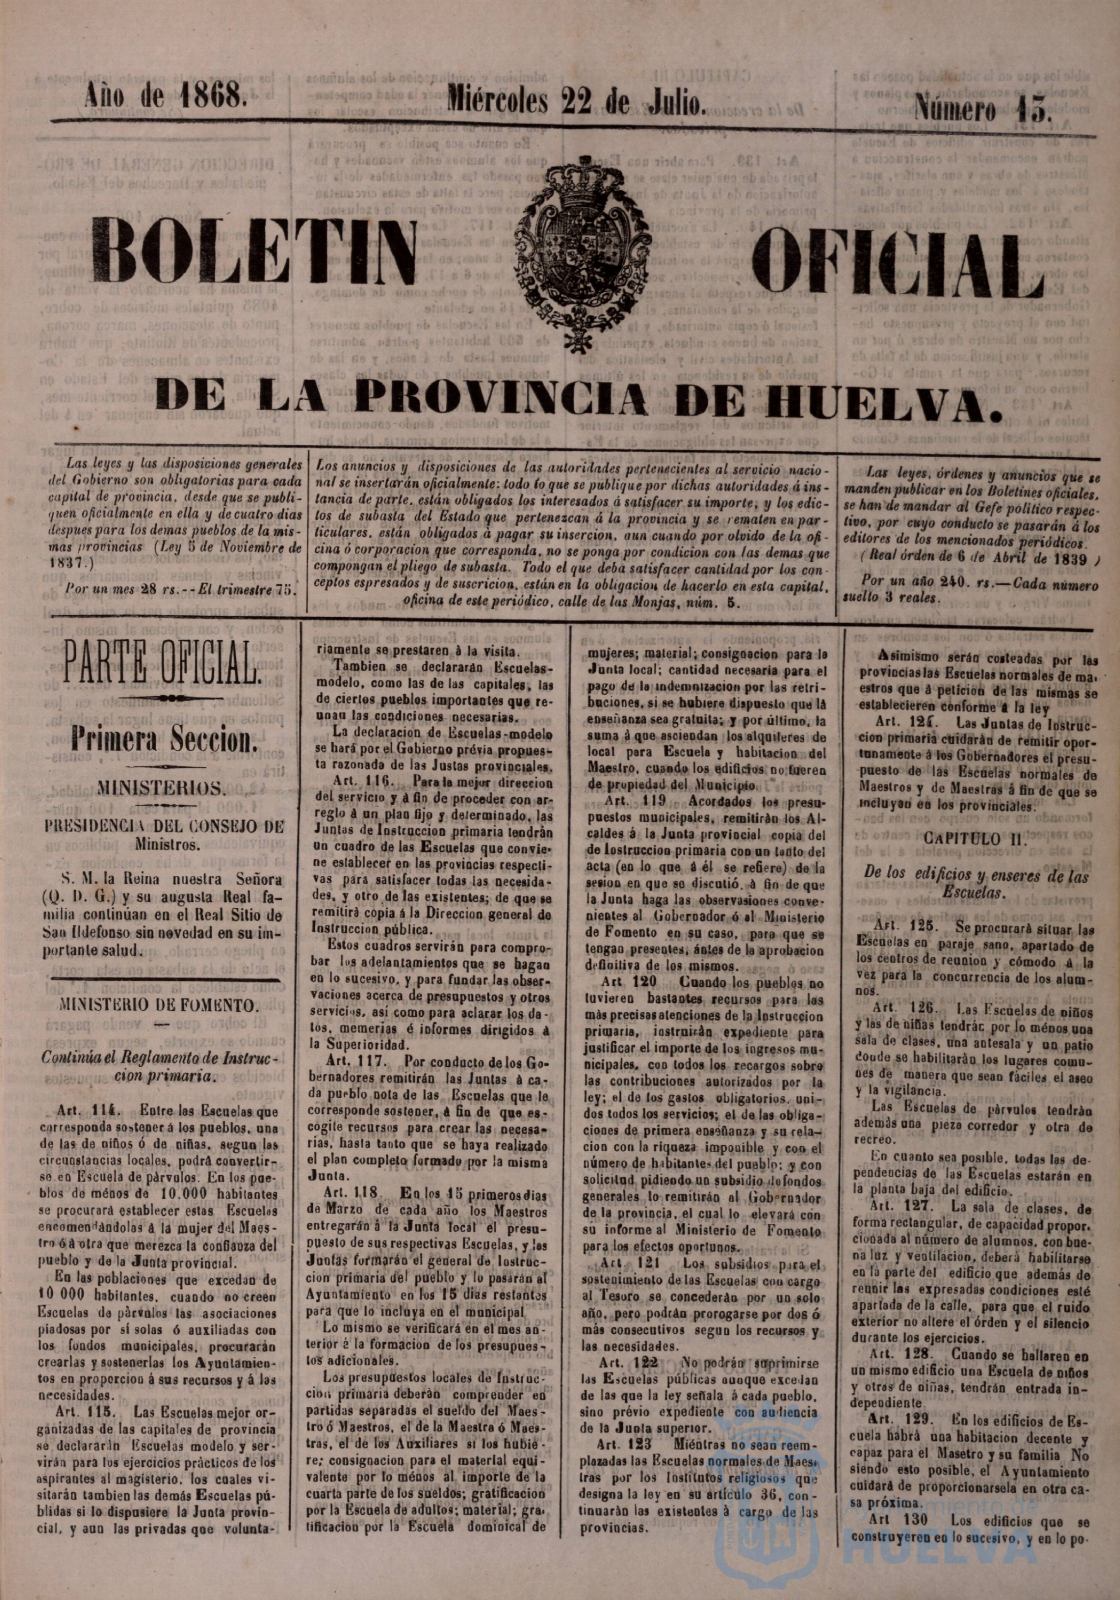 Año de 1868.
Miércoles 22 de Julio.
Número 15.
BOLETIN OFICIAL
DE LA PROVINCIA DE HUELVA.
Las leyes y las disposiciones generales
del Gobierno son obligatorias para cada
capital de provincia, desde que se publi-
quen oficialmente en ella y de cuatro dias
despues para los demas pueblos de la mis-
mas provincias (Ley 5 de Noviembre de
1837.)
Por un mes 28 rs.--El trimestre 75.
Los anuncios y disposiciones de las autoridades pertenecientes al servicio nacio-
nal se insertarán oficialmente: todo lo que se publique por dichas autoridades á ins-
tancia de parte, están obligados los interesados á satisfacer su importe, y los edic-
tos de subasta del Estado que pertenezcan á la provincia y se rematen en par-
ticulares, están obligados á pagar su insercion, aun cuando por olvido de la ofi-
cina ó corporacion que corresponda, no se ponga por condicion con las demas que
compongan el pliego de subasta. Todo el que deba satisfacer cantidad por los con-
ceptos espresados y de suscricion, están en la obligacion de hacerlo en esta capital,
oficina de este periódico, calle de las Monjas, núm. 5.
Las leyes, órdenes y anuncios que se
manden publicar en los Boletines oficiales,
se han de mandar al Gefe político respec-
tivo, por cuyo conducto se pasarán á los
editores de los mencionados periódicos.
(Real órden de 6 de Abril de 1839)
Por un año 240. rs.—Cada número
suelto 3 reales.
PARTE OFICIAL.
Primera Seccion.
MINISTERIOS.
PRESIDENCIA DEL CONSEJO DE
Ministros.
S. M. la Reina nuestra Señora
(Q. D. G.) y su augusta Real fa-
milia continúan en el Real Sitio de
San Ildefonso sin novedad en su im-
portante salud.
MINISTERIO DE FOMENTO.
Continúa el Reglamento de Instruc-
cion primaria.
Art. 114. Entre las Escuelas que
corresponda sostener á los pueblos, una
de las de niños ó de niñas, segun las
circunstancias locales, podrá convertir-
se en Escuela de párvulos. En los pue-
blos de ménos de 10.000 habitantes
se procurará establecer estas Escuelas
encomendándolas á la mujer del Maes-
tro ó á otra que merezca la confianza del
pueblo y de la Junta provincial.
En las poblaciones que excedan de
10 000 habitantes, cuando no creen
Escuelas de párvulos las asociaciones
piadosas por sí solas ó auxiliadas con
los fondos municipales, procurarán
crearlas y sostenerlas los Ayuntamien-
tos en proporcion á sus recursos y á las
necesidades.
Art. 115. Las Escuelas mejor or-
ganizadas de las capitales de provincia
se declararán Escuelas modelo y ser-
virán para los ejercicios prácticos de los
aspirantes al magisterio, los cuales vi-
sitarán tambien las demás Escuelas pú-
blidas si lo dispusiere la Junta provin-
cial, y aun las privadas que volunta-
riamente se prestaren á la visita.
Tambien se declararán Escuelas-
modelo, como las de las capitales, las
de ciertos pueblos importantes que re-
unan las condiciones necesarias.
La declaracion de Escuelas-modelo
se hará por el Gobierno prévia propues-
ta razonada de las Justas provinciales.
Art. 116. Para la mejor direccion
del servicio y á fin de proceder con ar-
reglo á un plan fijo y determinado, las
Juntas de Instruccion primaria tendrán
un cuadro de las Escuelas que convie-
ne establecer en las provincias respecti-
vas para satisfacer todas las necesida-
des, y otro de las existentes; de que se
remitirá copia á la Direccion general de
Instruccion pública.
Estos cuadros servirán para compro-
bar los adelantamientos que se hagan
en lo sucesivo, y para fundar las obser-
vaciones acerca de presupuestos y otros
servicios, así como para aclarar los da-
tos, memerias é informes dirigidos á
la Superioridad.
Art. 117. Por conducto de los Go-
bernadores remitirán las Juntas á ca-
da pueblo nota de las Escuelas que le
corresponde sostener, á fin de que es-
cogite recursos para crear las necesa-
rias, hasta tanto que se haya realizado
el plan completo formado por la misma
Junta.
Art. 118. En los 15 primeros dias
de Marzo de cada año los Maestros
entregarán á la Junta local el presu-
puesto de sus respectivas Escuelas, y las
Juntas formarán el general de Instruc-
cion primaria del pueblo y lo pasarán al
Ayuntamiento en los 15 dias restantes
para que lo incluya en el municipal
Lo mismo se verificará en el mes an-
terior á la formacion de los presupues-
tos adicionales.
Los presupuestos locales de Instruc-
cion primaria deberán comprender en
partidas separadas el sueldo del Maes-
tro ó Maestros, el de la Maestra ó Maes-
tras, el de los Auxiliares si los hubie-
re; consignacion para el material equi-
valente por lo ménos al importe de la
cuarta parte de los sueldos; gratificacion
por la Escuela de adultos; material; gra-
tificacion por la Escuela dominical de
mujeres; material; consignacion para la
Junta local; cantidad necesaria para el
pago de la indemnizacion por las retri-
buciones, si se hubiere dispuesto que la
enseñanza sea gratuita; y por último, la
suma á que asciendan los alquileres de
local para Escuela y habitacion del
Maestro, cuando los edificios no fueren
de propiedad del Municipio
Art. 119 Acordados los presu-
puestos municipales, remitirán los Al-
caldes á la Junta provincial copia del
de Instruccion primaria con un tanto del
acta (en lo que á él se refiere) de la
sesion en que se discutió, á fin de que
la Junta haga las observasiones conve-
nientes al Gobernador ó al Ministerio
de Fomento en su caso, para que se
tengan presentes, ántes de la aprobacion
definitiva de los mismos.
Art. 120 Cuando los pueblos no
tuvieren bastantes recursos para las
más precisas atenciones de la Instruccion
primaria, instruirán expediente para
justificar el importe de los ingresos mu-
nicipales, con todos los recargos sobre
las contribuciones autorizados por la
ley; el de los gastos obligatorios, uni-
dos todos los servicios; el de las obliga-
ciones de primera enseñanza y su rela-
cion con la riqueza imponible y con el
número de habitantes del pueblo; y con
solicitud pidiendo un subsidio de fondos
generales lo remitirán al Gobernador
de la provincia, el cual lo elevará con
su informe al Ministerio de Fomento
para los efectos oportunos.
Art. 121 Los subsidios para el
sostenimiento de las Escuelas con cargo
al Tesoro se concederán por un solo
año, pero podrán prorogarse por dos ó
más consecutivos segun los recursos y
las necesidades.
Art. 122 No podrán suprimirse
las Escuelas públicas aunque excedan
de las que la ley señala á cada pueblo,
sino prévio expediente con audiencia
de la Junta superior.
Art. 123 Miéntras no sean reem-
plazadas las Escuelas normales de Maes-
tras por los Institutos religiosos que
designa la ley en su artículo 36, con-
tinuarán las existentes á cargo de las
provincias.
Asimismo serán costeadas por las
provincias las Escuelas normales de ma-
estros que á peticion de las mismas se
establecieren conforme á la ley
Art. 124. Las Juntas de Instruc-
cion primaria cuidarán de remitir opor-
tunamente á los Gobernadores el presu-
puesto de las Escuelas normales de
Maestros y de Maestras á fin de que se
incluyan en los provinciales.
CAPITULO II.
De los edificios y enseres de las
Escuelas.
Art. 125. Se procurará situar las
Escuelas en paraje sano, apartado de
los centros de reunion y cómodo á la
vez para la concurrencia de los alum-
nos.
Art. 126. Las Escuelas de niños
y las de niñas tendrán por lo ménos una
sala de clases, una antesala y un patio
donde se habilitarán los lugares comu-
nes de manera que sean fáciles el aseo
y la vigilancia.
Las Escuelas de párvulos tendrán
además una pieza corredor y otra de
recreo.
En cuanto sea posible, todas las de-
pendencias de las Escuelas estarán en
la planta baja del edificio.
Art. 127. La sala de clases, de
forma rectangular, de capacidad propor-
cionada al número de alumnos, con bue-
na luz y ventilacion, deberá habilitarse
en la parte del edificio que además de
reunir las expresadas condiciones esté
apartada de la calle, para que el ruido
exterior no altere el órden y el silencio
durante los ejercicios.
Art. 128. Cuando se hallaren en
un mismo edificio una Escuela de niños
y otras de niñas, tendrán entrada in-
dependiente.
Art. 129. En los edificios de Es-
cuela habrá una habitacion decente y
capaz para el Masetro y su familia No
siendo esto posible, el Ayuntamiento
cuidará de proporcionarsela en otra ca-
sa próxima.
Art 130 Los edificios que se
construyeren en lo sucesivo, y en lo po-
HUELVA